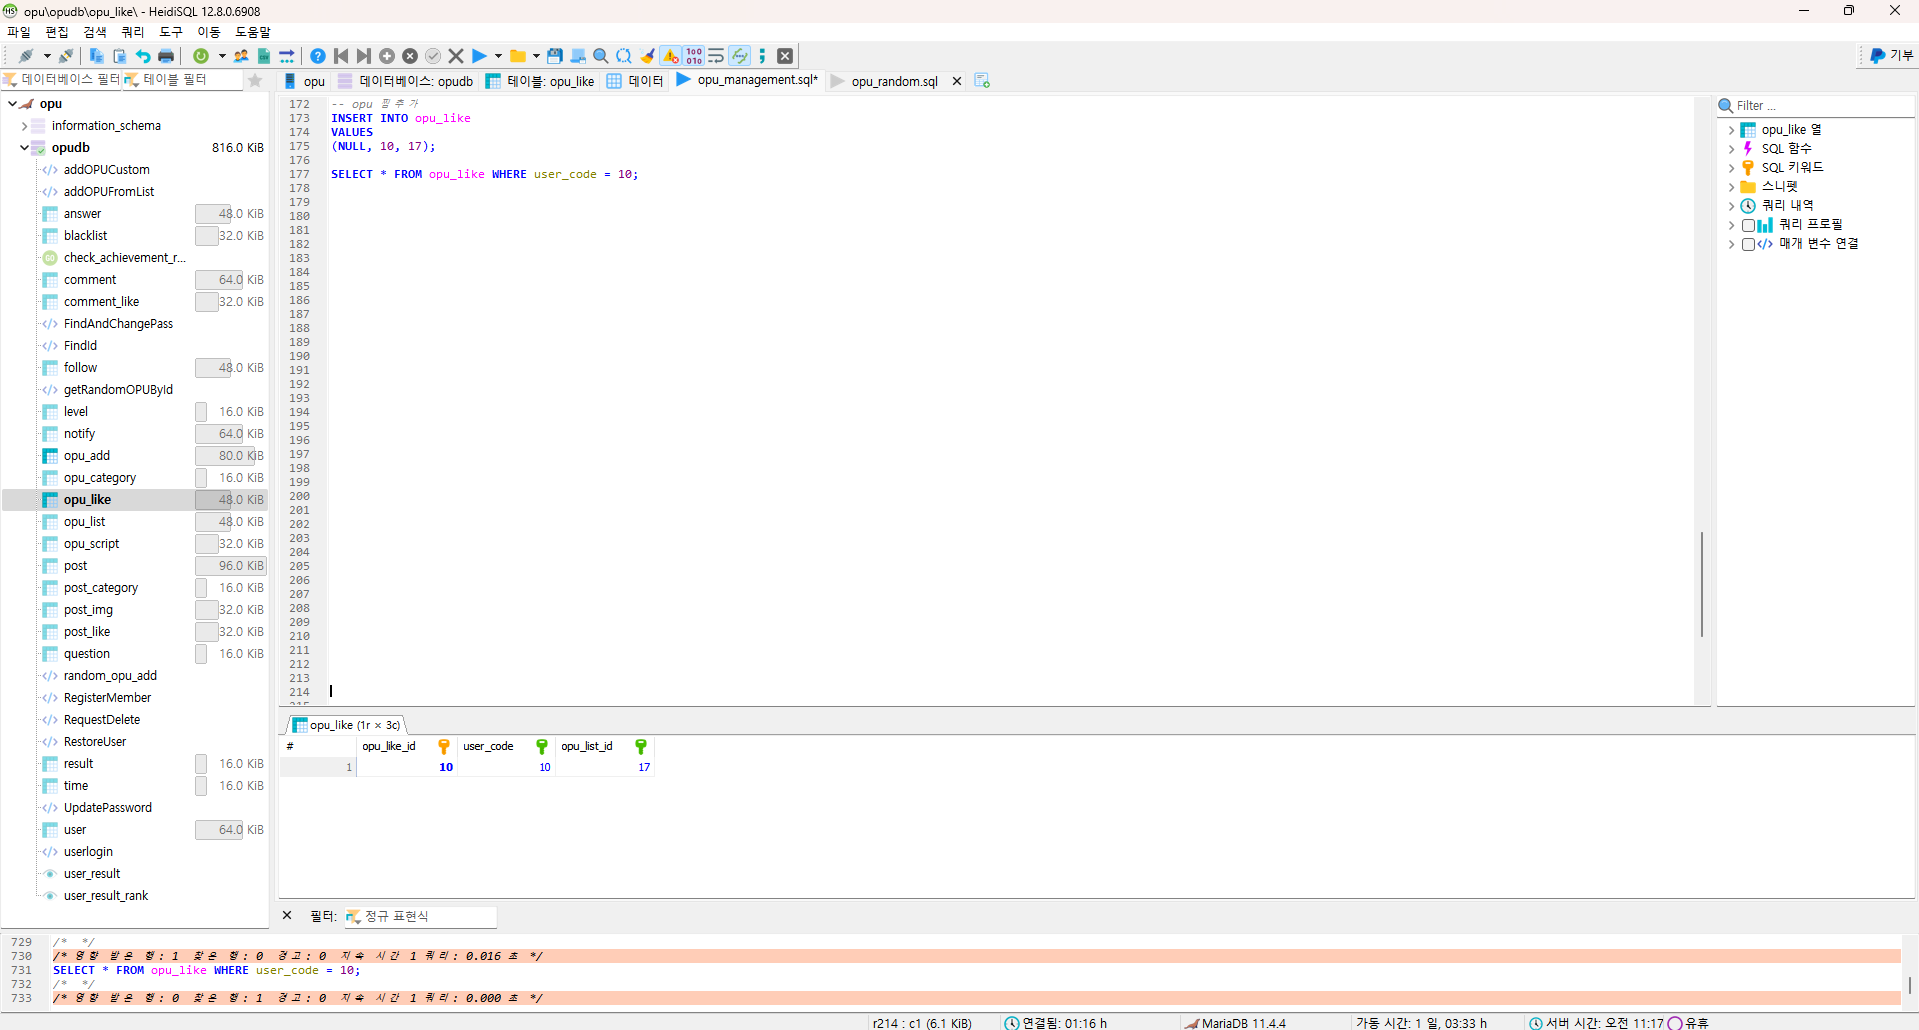 opu\opudb\opu_like\ - HeidiSQL 12.8.0.6908
파일 편집 검색 쿼리 도구 이동 도움말
기부
데이터베이스 필터 테이블 필터
opu 데이터베이스: opudb 테이블: opu_like 데이터 opu_management.sql* opu_random.sql
opu
information_schema
opudb 816.0 KiB
addOPUCustom
addOPUFromList
answer 48.0 KiB
blacklist 32.0 KiB
check_achievement_r...
comment 64.0 KiB
comment_like 32.0 KiB
FindAndChangePass
FindId
follow 48.0 KiB
getRandomOPUById
level 16.0 KiB
notify 64.0 KiB
opu_add 80.0 KiB
opu_category 16.0 KiB
opu_like 48.0 KiB
opu_list 48.0 KiB
opu_script 32.0 KiB
post 96.0 KiB
post_category 16.0 KiB
post_img 32.0 KiB
post_like 32.0 KiB
question 16.0 KiB
random_opu_add
RegisterMember
RequestDelete
RestoreUser
result 16.0 KiB
time 16.0 KiB
UpdatePassword
user 64.0 KiB
userlogin
user_result
user_result_rank
172 -- opu 찜 추가
173 INSERT INTO opu_like
174 VALUES
175 (NULL, 10, 17);
176
177 SELECT * FROM opu_like WHERE user_code = 10;
178
179
180
181
182
183
184
185
186
187
188
189
190
191
192
193
194
195
196
197
198
199
200
201
202
203
204
205
206
207
208
209
210
211
212
213
214
215
Filter ...
opu_like 열
SQL 함수
SQL 키워드
스니펫
쿼리 내역
쿼리 프로필
매개 변수 연결
opu_like (1r × 3c)
# opu_like_id user_code opu_list_id
1 10 10 17
필터: 정규 표현식
729 /* */
730 /* 영향 받은 행: 1 찾은 행: 0 경고: 0 지속 시간 1 쿼리: 0.016 초 */
731 SELECT * FROM opu_like WHERE user_code = 10;
732 /* */
733 /* 영향 받은 행: 0 찾은 행: 1 경고: 0 지속 시간 1 쿼리: 0.000 초 */
r214 : c1 (6.1 KiB) 연결됨: 01:16 h MariaDB 11.4.4 가동 시간: 1 일, 03:33 h 서버 시간: 오전 11:17 유휴